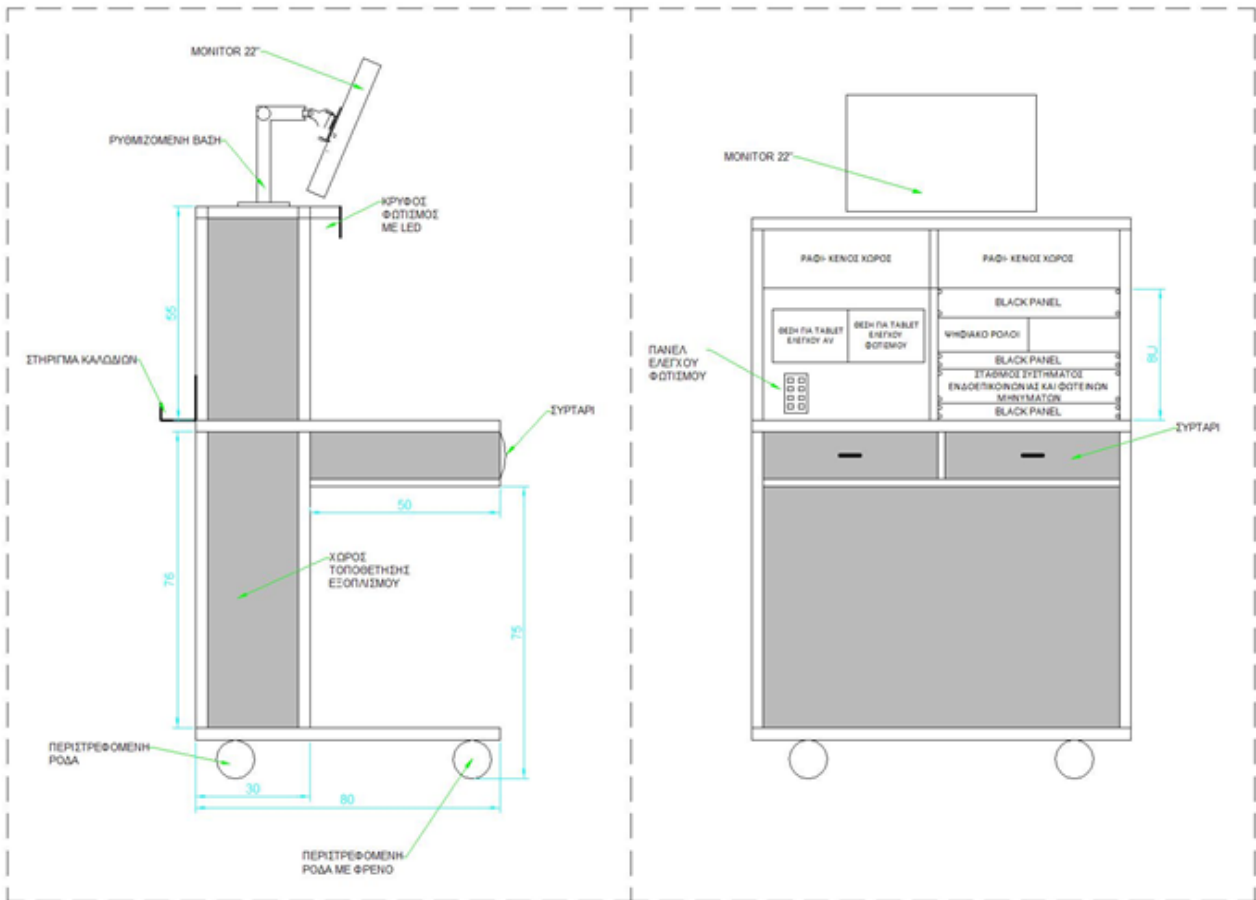 MONITOR 22"
ΡΥΘΜΙΖΟΜΕΝΗ ΒΑΣΗ
ΚΡΥΦΟΣ
ΦΩΤΙΣΜΟΣ
ΜΕ LED
55
ΣΤΗΡΙΓΜΑ ΚΑΛΩΔΙΩΝ
ΣΥΡΤΑΡΙ
50
76
ΧΩΡΟΣ
ΤΟΠΟΘΕΤΗΣΗΣ
ΕΞΟΠΛΙΣΜΟΥ
75
ΠΕΡΙΣΤΡΕΦΟΜΕΝΗ
ΡΟΔΑ
30
80
ΠΕΡΙΣΤΡΕΦΟΜΕΝΗ
ΡΟΔΑ ΜΕ ΦΡΕΝΟ
MONITOR 22"
ΡΑΦΙ- ΚΕΝΟΣ ΧΩΡΟΣ
ΡΑΦΙ- ΚΕΝΟΣ ΧΩΡΟΣ
BLACK PANEL
ΘΕΣΗ ΓΙΑ TABLET
ΕΛΕΓΧΟΥ AV
ΘΕΣΗ ΓΙΑ TABLET
ΕΛΕΓΧΟΥ
ΦΩΤΙΣΜΟΥ
ΨΗΦΙΑΚΟ ΡΟΛΟΙ
8U
ΠΑΝΕΛ
ΕΛΕΓΧΟΥ
ΦΩΤΙΣΜΟΥ
BLACK PANEL
ΣΤΑΘΜΟΣ ΣΥΣΤΗΜΑΤΟΣ
ΕΝΔΟΕΠΙΚΟΙΝΩΝΙΑΣ ΚΑΙ ΦΩΤΕΙΝΩΝ
ΜΗΝΥΜΑΤΩΝ
BLACK PANEL
ΣΥΡΤΑΡΙ